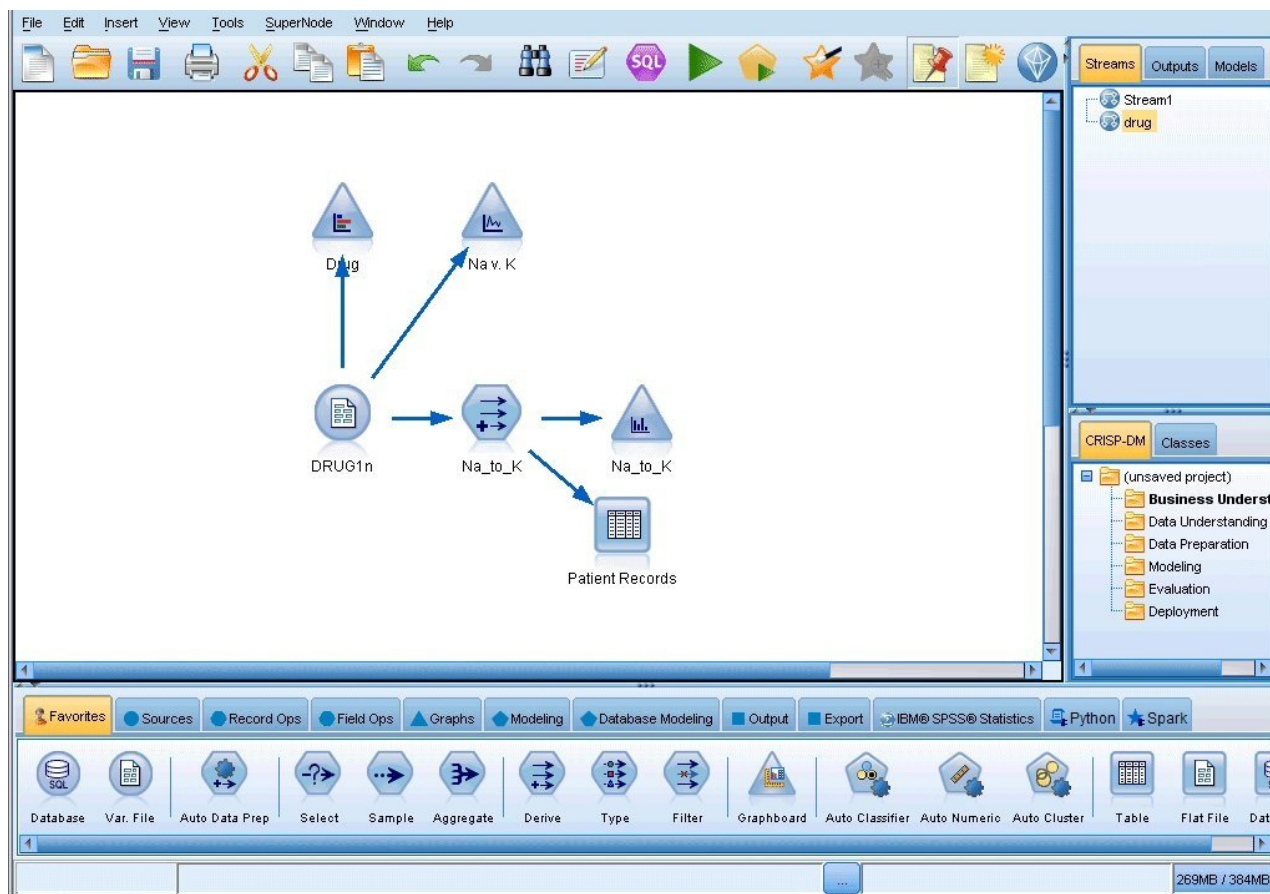 File Edit Insert View Tools SuperNode Window Help
SQL
Streams Outputs Models
Stream1
drug
Drug
Na v. K
DRUG1n
Na_to_K
Na_to_K
Patient Records
CRISP-DM Classes
(unsaved project)
Business Underst
Data Understanding
Data Preparation
Modeling
Evaluation
Deployment
Favorites Sources Record Ops Field Ops Graphs Modeling Database Modeling Output Export IBM® SPSS® Statistics Python Spark
SQL
Database Var. File Auto Data Prep Select Sample Aggregate Derive Type Filter Graphboard Auto Classifier Auto Numeric Auto Cluster Table Flat File Dat
...
269MB / 384MB